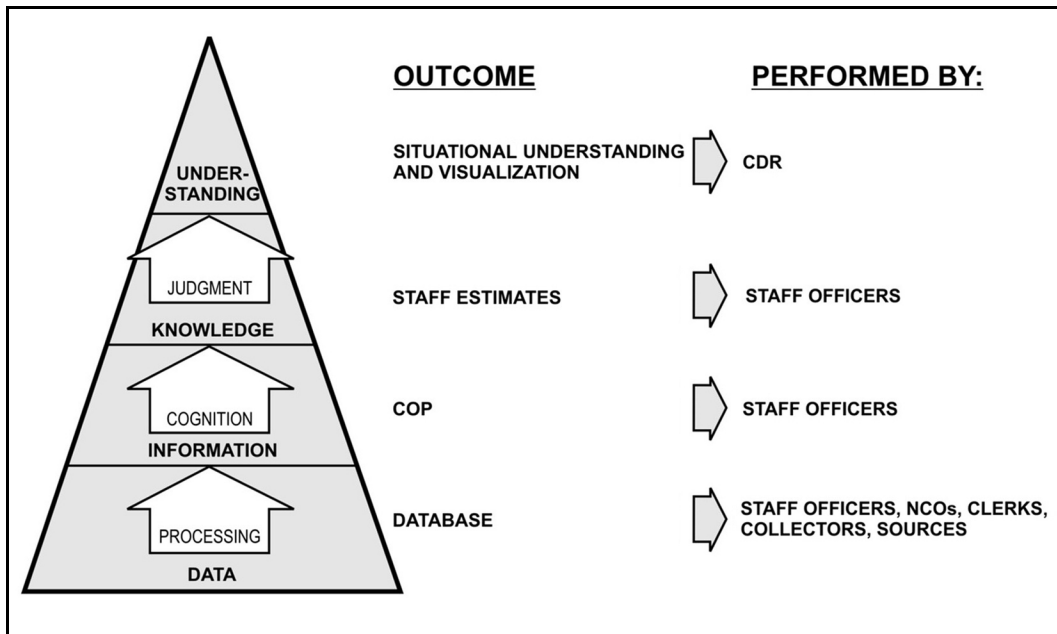 OUTCOME
PERFORMED BY:
UNDER-
STANDING
SITUATIONAL UNDERSTANDING
AND VISUALIZATION
CDR
JUDGMENT
KNOWLEDGE
STAFF ESTIMATES
STAFF OFFICERS
COGNITION
INFORMATION
COP
STAFF OFFICERS
PROCESSING
DATA
DATABASE
STAFF OFFICERS, NCOs, CLERKS,
COLLECTORS, SOURCES